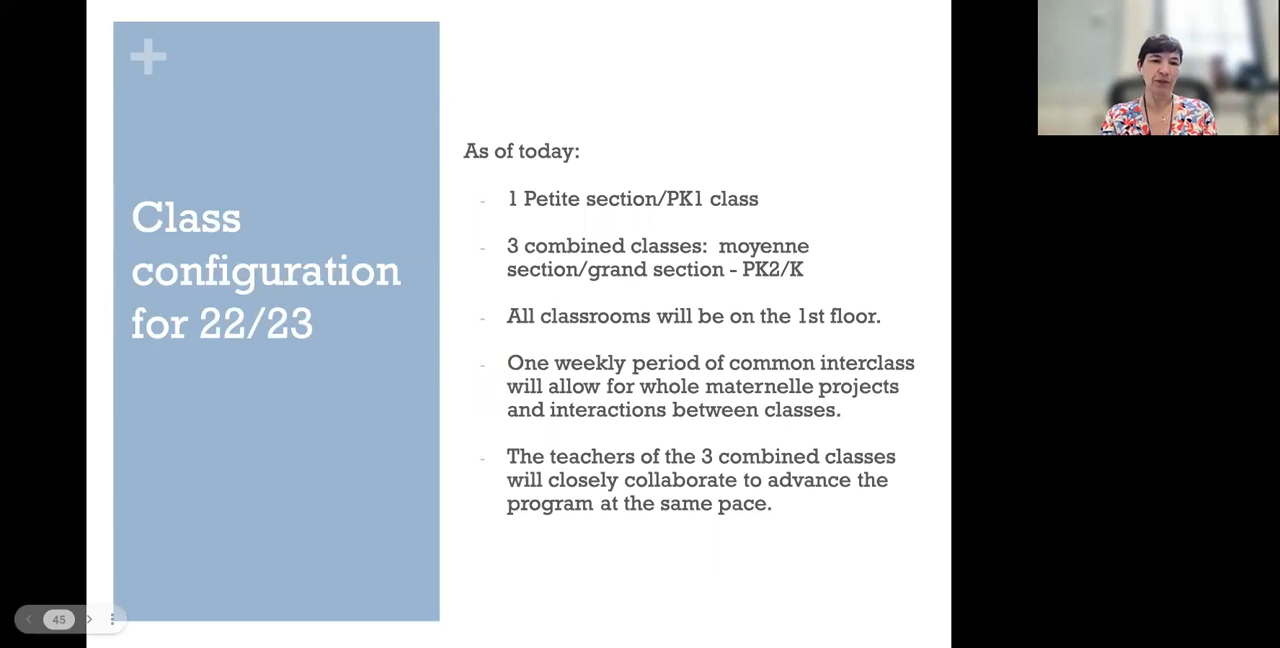 Class
configuration
for 22/23
As of today:
- 1 Petite section/PK1 class
- 3 combined classes:  moyenne
section/grand section - PK2/K
- All classrooms will be on the 1st floor.
- One weekly period of common interclass
will allow for whole maternelle projects
and interactions between classes.
- The teachers of the 3 combined classes
will closely collaborate to advance the
program at the same pace.
45